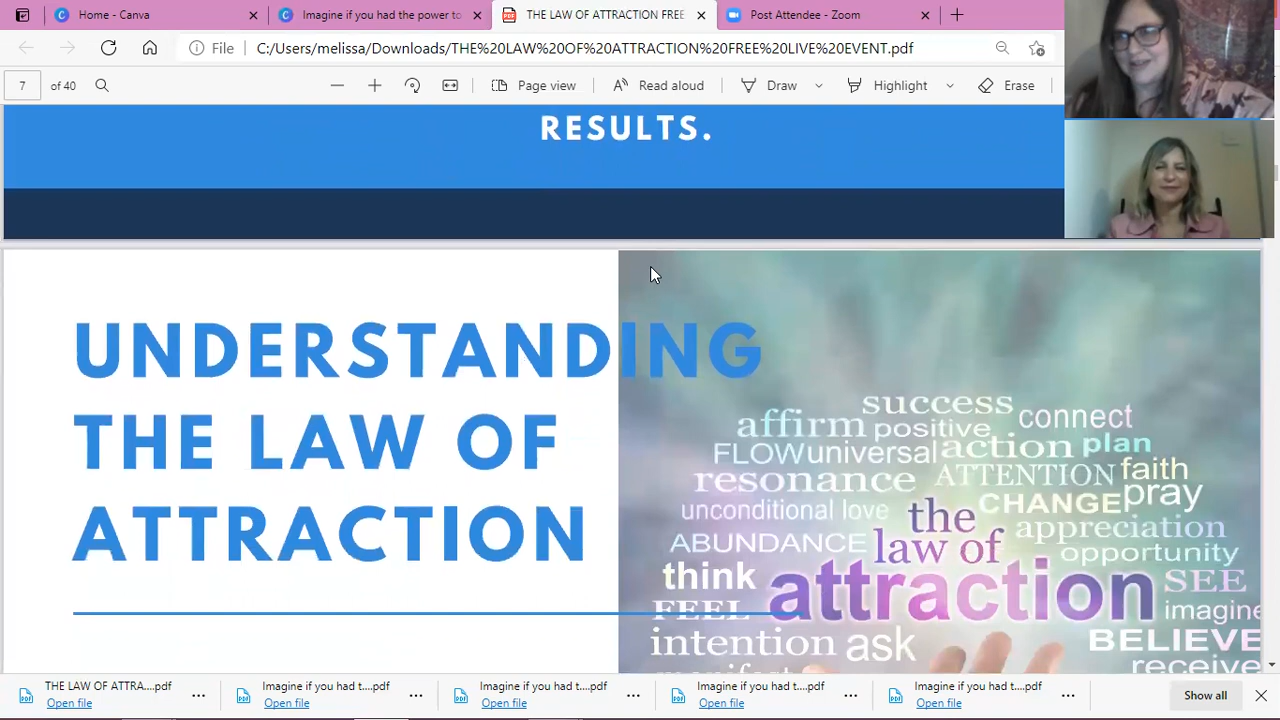 Home - Canva
Imagine if you had the power to
THE LAW OF ATTRACTION FREE
Post Attendee - Zoom
File
C:/Users/melissa/Downloads/THE%20LAW%20OF%20ATTRACTION%20FREE%20LIVE%20EVENT.pdf
7 of 40
Page view
Read aloud
Draw
Highlight
Erase
RESULTS.
UNDERSTANDING
THE LAW OF
ATTRACTION
success
affirm positive connect
FLOW universal action plan
resonance ATTENTION faith
unconditional love CHANGE pray
the
ABUNDANCE law of appreciation
opportunity
think attraction SEE
FEEL imagine
intention ask BELIEVE
manifest receive
THE LAW OF ATTRA....pdf
Open file
Imagine if you had t....pdf
Open file
Imagine if you had t....pdf
Open file
Imagine if you had t....pdf
Open file
Imagine if you had t....pdf
Open file
Show all